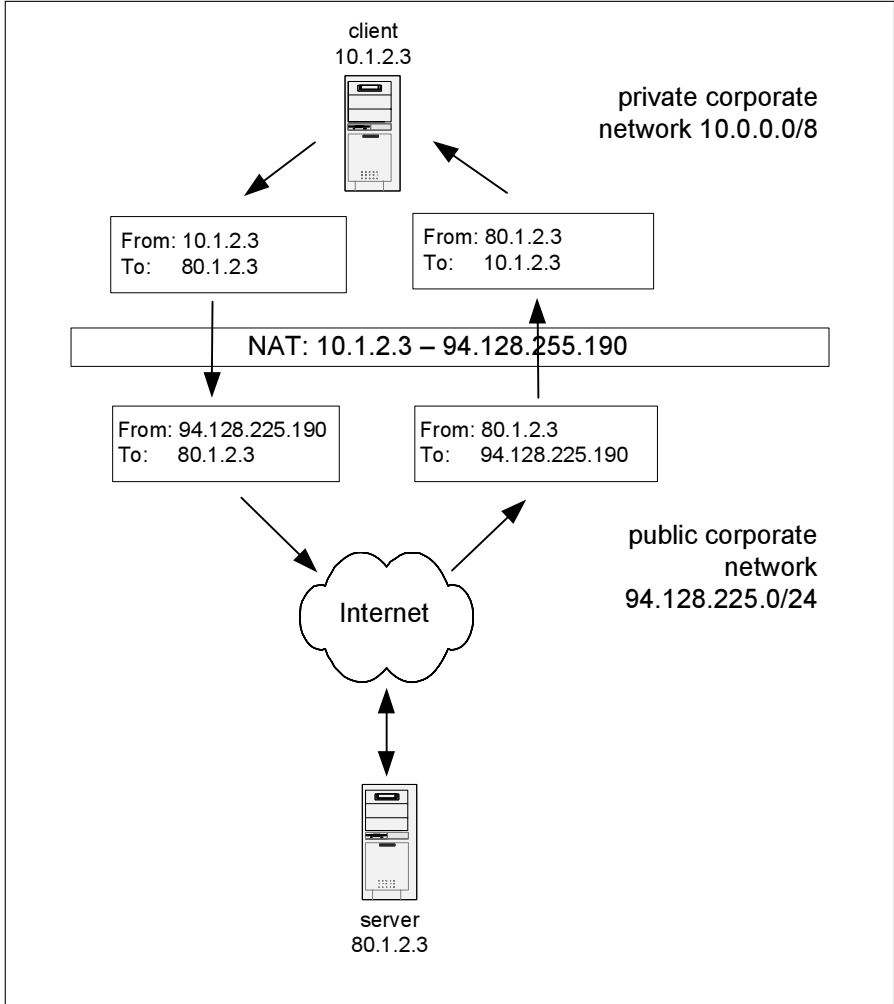 client
10.1.2.3
private corporate
network 10.0.0.0/8
From: 10.1.2.3
To: 80.1.2.3
From: 80.1.2.3
To: 10.1.2.3
NAT: 10.1.2.3 – 94.128.255.190
From: 94.128.225.190
To: 80.1.2.3
From: 80.1.2.3
To: 94.128.225.190
public corporate
network
94.128.225.0/24
Internet
server
80.1.2.3